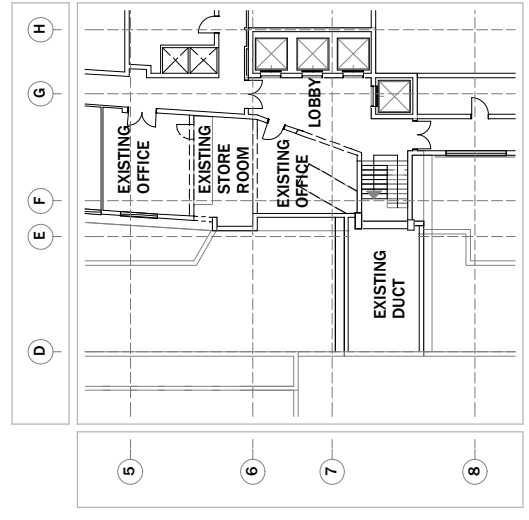 H
G
F
E
D
EXISTING
OFFICE
EXISTING
STORE
ROOM
EXISTING
OFFICE
LOBBY
EXISTING
DUCT
5
6
7
8